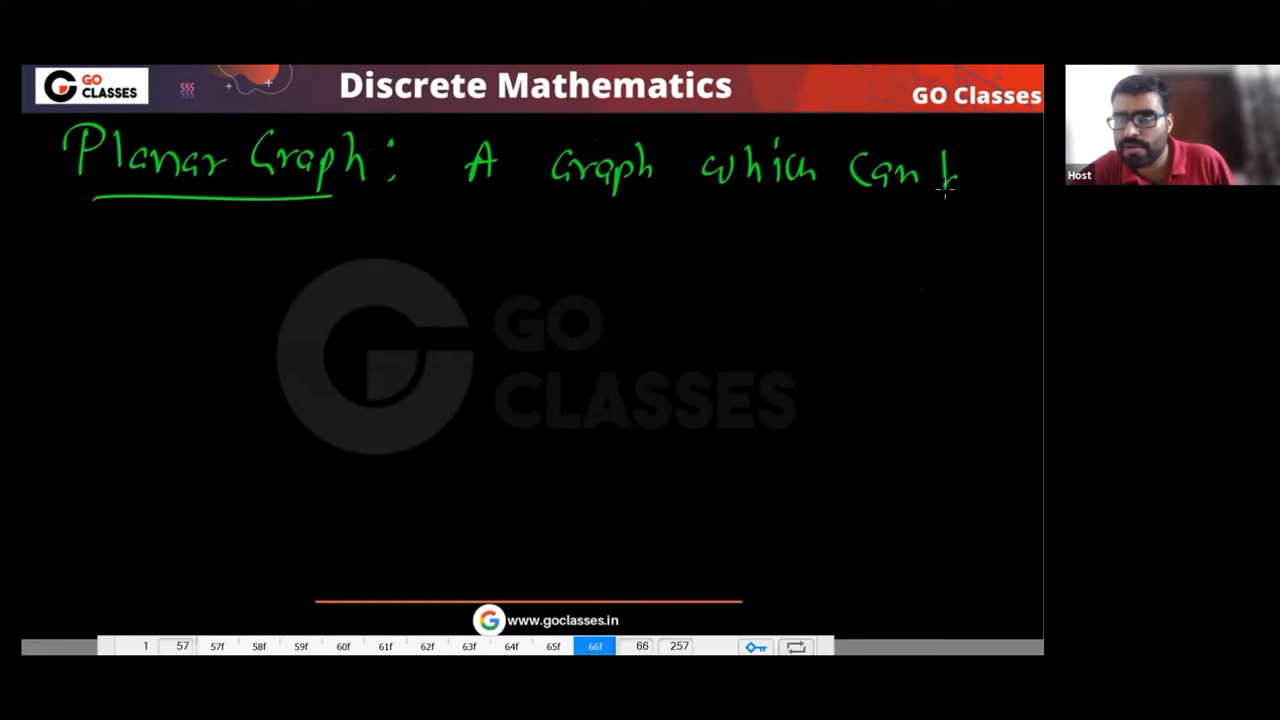 GO CLASSES
Discrete Mathematics
GO Classes
Planar Graph : A Graph which can
Host
GO CLASSES
www.goclasses.in
1 57 57f 58f 59f 60f 61f 62f 63f 64f 65f 66f 66 257